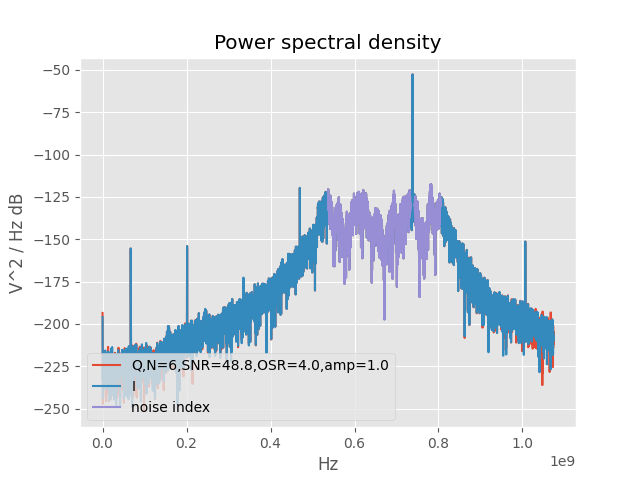 Power spectral density
V^2 / Hz dB
−50
−75
−100
−125
−150
−175
−200
−225
−250
Q,N=6,SNR=48.8,OSR=4.0,amp=1.0
I
noise index
0.0 0.2 0.4 0.6 0.8 1.0
1e9
Hz